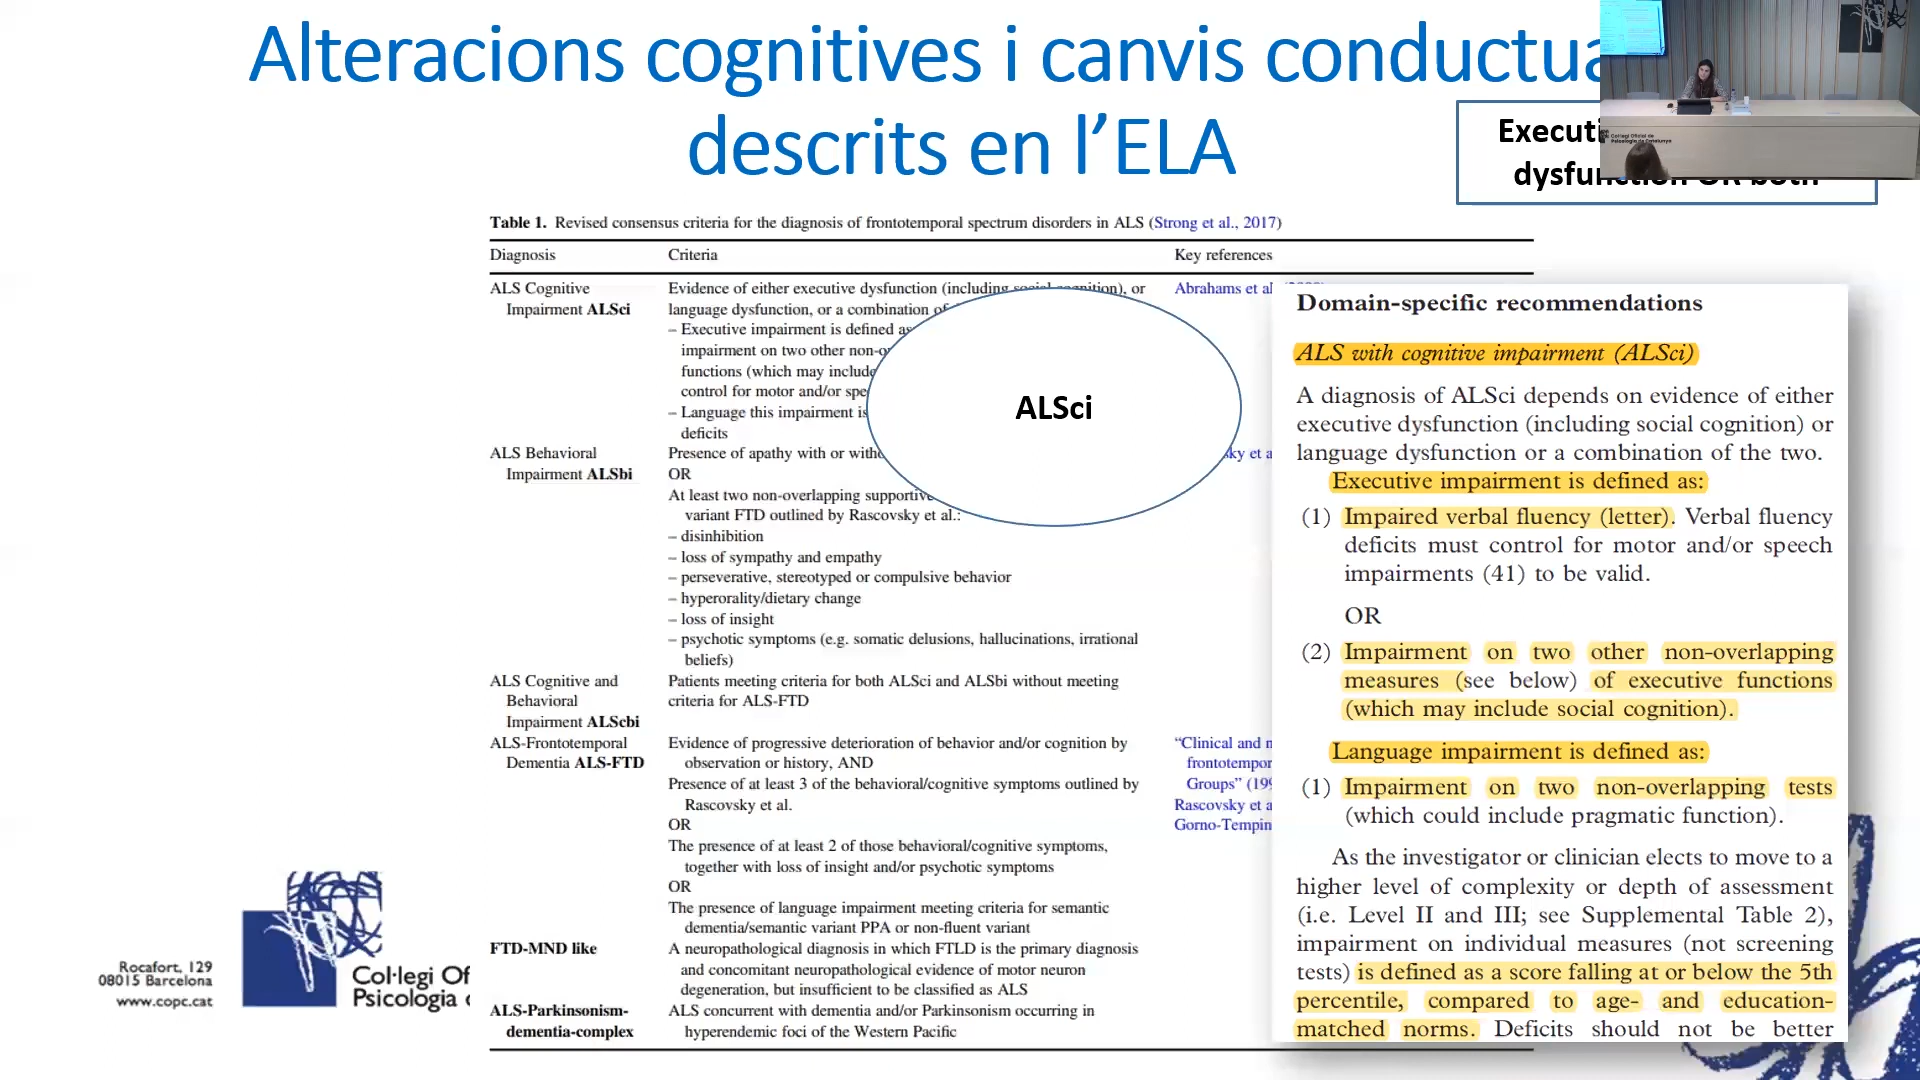 Alteracions cognitives i canvis conductua
descrits en l'ELA
Executi
dysfunction OR both
Col·legi Oficial de
Psicologia de Catalunya
Table 1. Revised consensus criteria for the diagnosis of frontotemporal spectrum disorders in ALS (Strong et al., 2017)
Diagnosis Criteria Key references
ALS Cognitive
Impairment ALSci
Evidence of either executive dysfunction (including social cognition), or
language dysfunction, or a combination of
– Executive impairment is defined as
impairment on two other non-o
functions (which may include
control for motor and/or spe
– Language this impairment is
deficits
Abrahams et al
ALSci
ALS Behavioral
Impairment ALSbi
Presence of apathy with or witho
OR
At least two non-overlapping supportive
variant FTD outlined by Rascovsky et al.:
– disinhibition
– loss of sympathy and empathy
– perseverative, stereotyped or compulsive behavior
– hyperorality/dietary change
– loss of insight
– psychotic symptoms (e.g. somatic delusions, hallucinations, irrational
beliefs)
sky et a
ALS Cognitive and
Behavioral
Impairment ALScbi
Patients meeting criteria for both ALSci and ALSbi without meeting
criteria for ALS-FTD
ALS-Frontotemporal
Dementia ALS-FTD
Evidence of progressive deterioration of behavior and/or cognition by
observation or history, AND
Presence of at least 3 of the behavioral/cognitive symptoms outlined by
Rascovsky et al.
OR
The presence of at least 2 of those behavioral/cognitive symptoms,
together with loss of insight and/or psychotic symptoms
OR
The presence of language impairment meeting criteria for semantic
dementia/semantic variant PPA or non-fluent variant
"Clinical and n
frontotempor
Groups" (199
Rascovsky et a
Gorno-Tempin
FTD-MND like
A neuropathological diagnosis in which FTLD is the primary diagnosis
and concomitant neuropathological evidence of motor neuron
degeneration, but insufficient to be classified as ALS
ALS-Parkinsonism-
dementia-complex
ALS concurrent with dementia and/or Parkinsonism occurring in
hyperendemic foci of the Western Pacific
Domain-specific recommendations
ALS with cognitive impairment (ALSci)
A diagnosis of ALSci depends on evidence of either
executive dysfunction (including social cognition) or
language dysfunction or a combination of the two.
Executive impairment is defined as:
(1) Impaired verbal fluency (letter). Verbal fluency
deficits must control for motor and/or speech
impairments (41) to be valid.
OR
(2) Impairment on two other non-overlapping
measures (see below) of executive functions
(which may include social cognition).
Language impairment is defined as:
(1) Impairment on two non-overlapping tests
(which could include pragmatic function).
As the investigator or clinician elects to move to a
higher level of complexity or depth of assessment
(i.e. Level II and III; see Supplemental Table 2),
impairment on individual measures (not screening
tests) is defined as a score falling at or below the 5th
percentile, compared to age- and education-
matched norms. Deficits should not be better
Rocafort, 129
08015 Barcelona
www.copc.cat
Col·legi Of
Psicologia